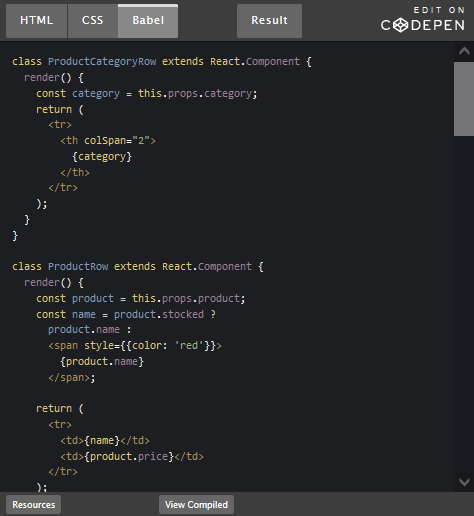 HTML CSS Babel Result EDIT ON
CODEPEN
class ProductCategoryRow extends React.Component {
  render() {
    const category = this.props.category;
    return (
      <tr>
        <th colSpan="2">
          {category}
        </th>
      </tr>
    );
  }
}
class ProductRow extends React.Component {
  render() {
    const product = this.props.product;
    const name = product.stocked ?
      product.name :
      <span style={{color: 'red'}}>
        {product.name}
      </span>;
    return (
      <tr>
        <td>{name}</td>
        <td>{product.price}</td>
      </tr>
    );
Resources View Compiled